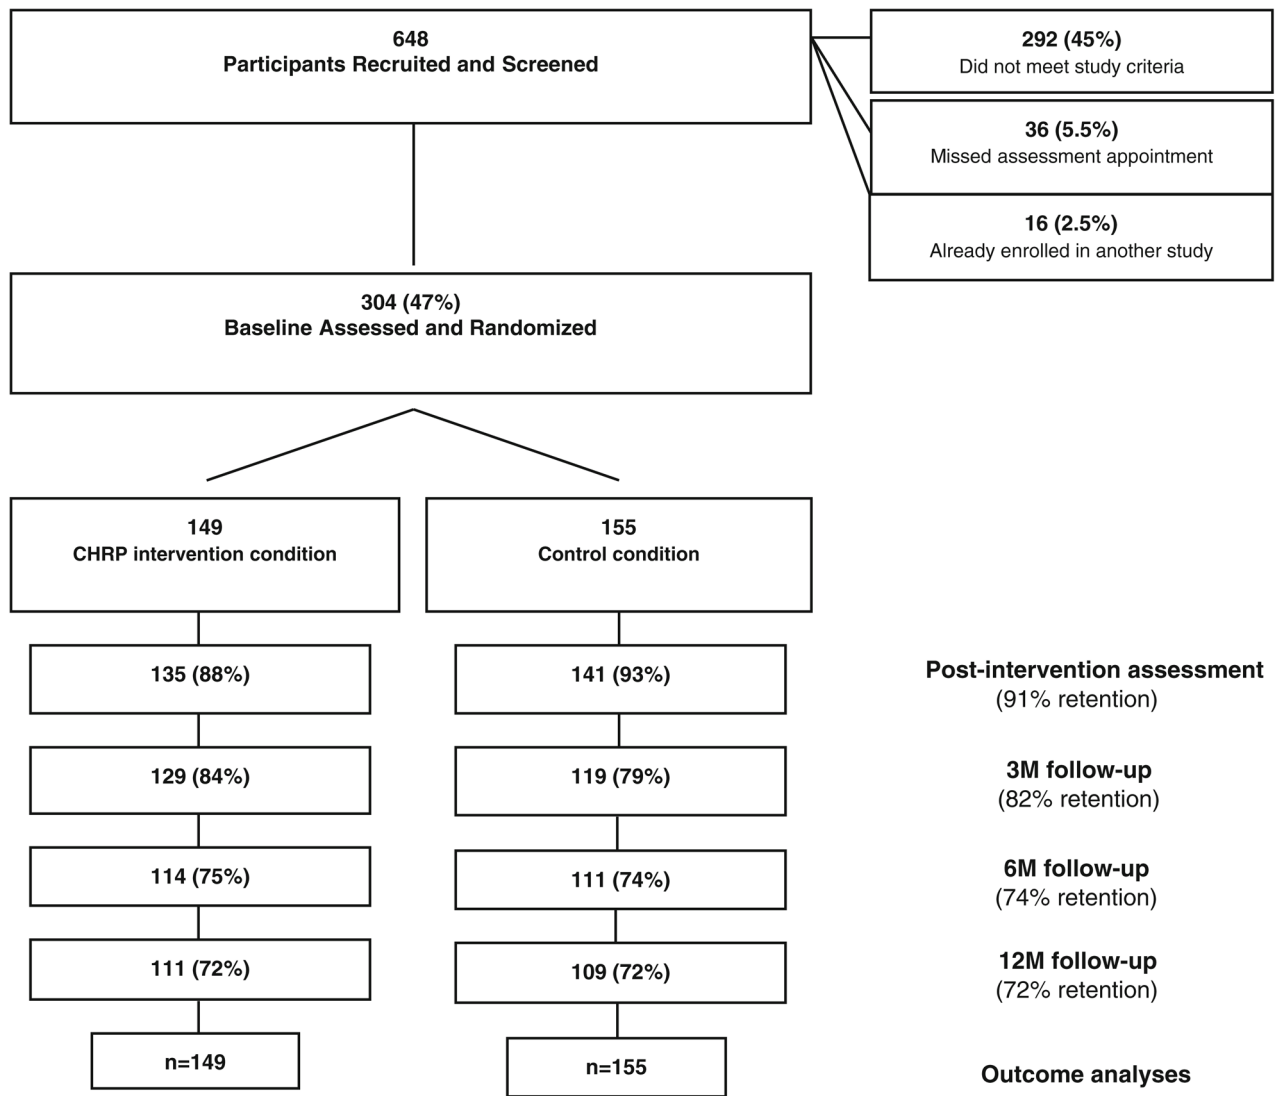 648
Participants Recruited and Screened
292 (45%)
Did not meet study criteria
36 (5.5%)
Missed assessment appointment
16 (2.5%)
Already enrolled in another study
304 (47%)
Baseline Assessed and Randomized
149
CHRP intervention condition
155
Control condition
135 (88%)
141 (93%)
Post-intervention assessment
(91% retention)
129 (84%)
119 (79%)
3M follow-up
(82% retention)
114 (75%)
111 (74%)
6M follow-up
(74% retention)
111 (72%)
109 (72%)
12M follow-up
(72% retention)
n=149
n=155
Outcome analyses